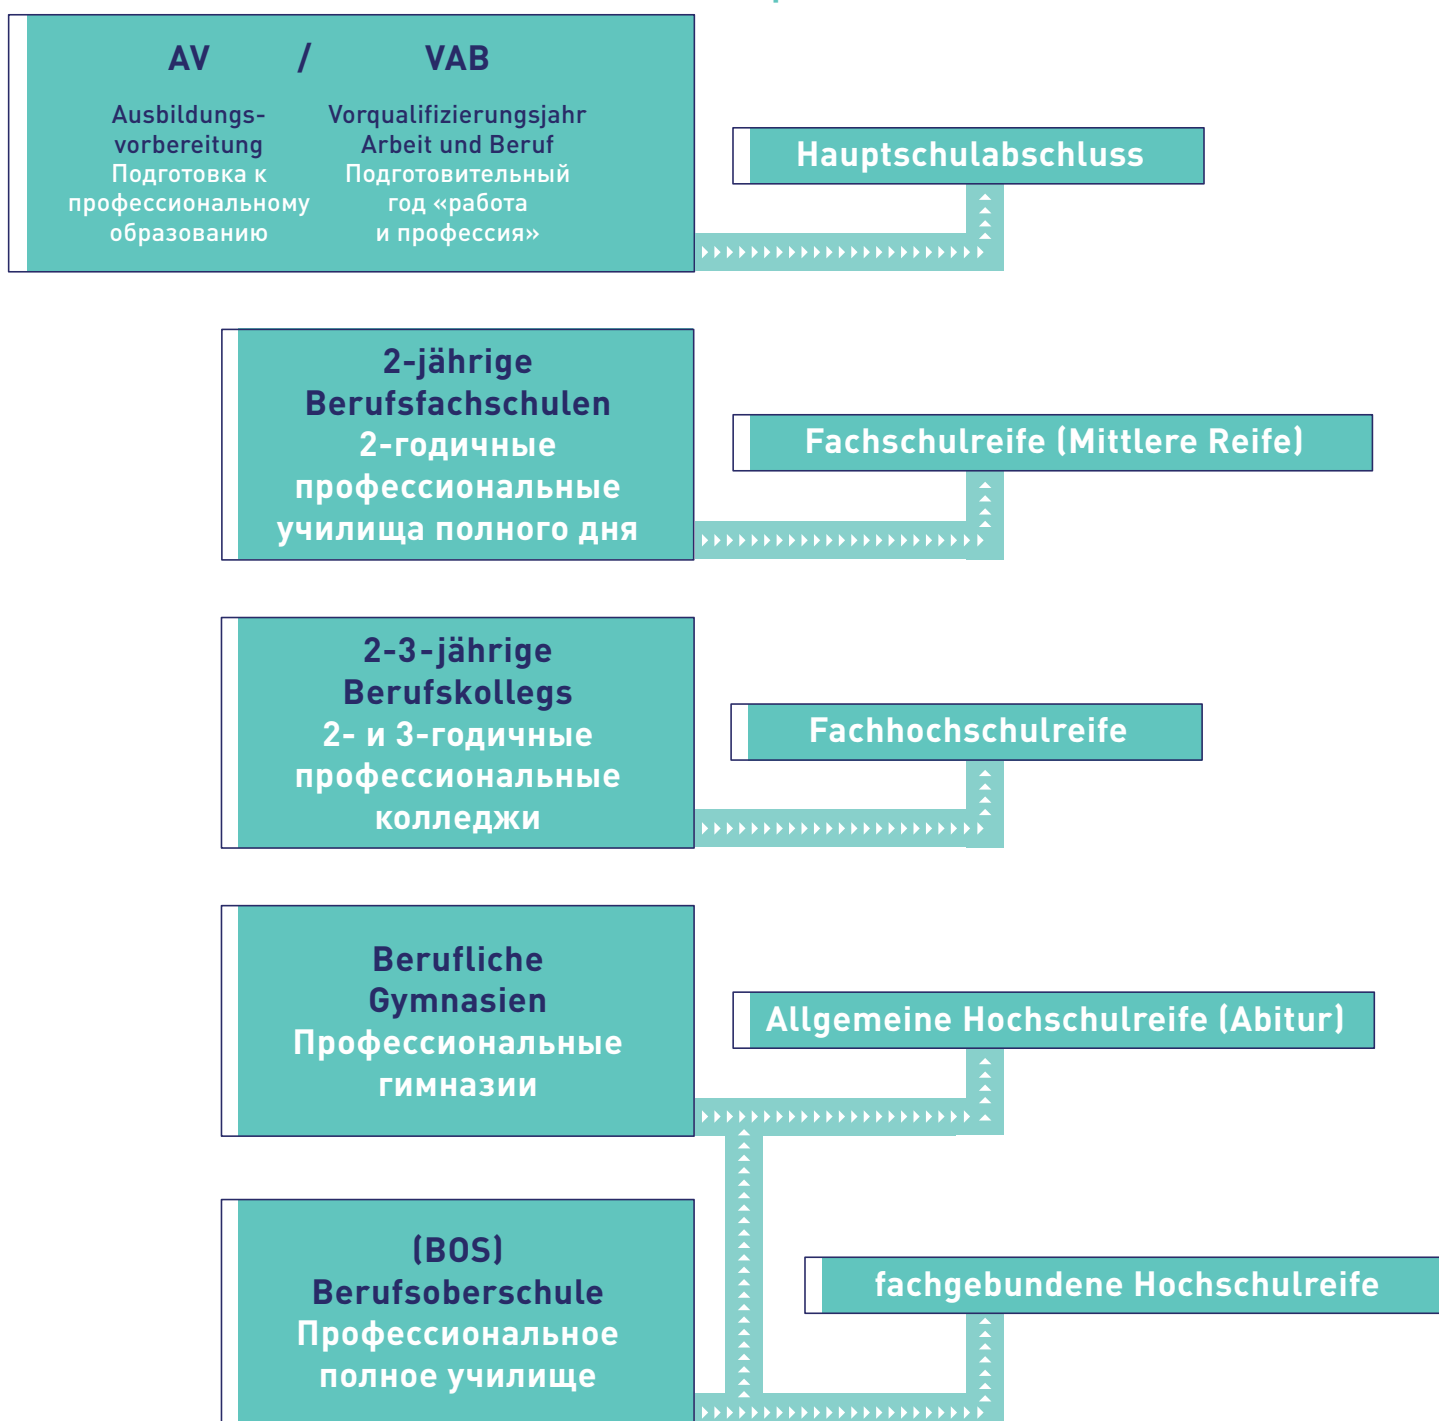 AV / VAB
Ausbildungs-
vorbereitung
Подготовка к
профессиональному
образованию
Vorqualifizierungsjahr
Arbeit und Beruf
Подготовительный
год «работа
и профессия»
Hauptschulabschluss
2-jährige
Berufsfachschulen
2-годичные
профессиональные
училища полного дня
Fachschulreife (Mittlere Reife)
2-3-jährige
Berufskollegs
2- и 3-годичные
профессиональные
колледжи
Fachhochschulreife
Berufliche
Gymnasien
Профессиональные
гимназии
Allgemeine Hochschulreife (Abitur)
(BOS)
Berufsoberschule
Профессиональное
полное училище
fachgebundene Hochschulreife